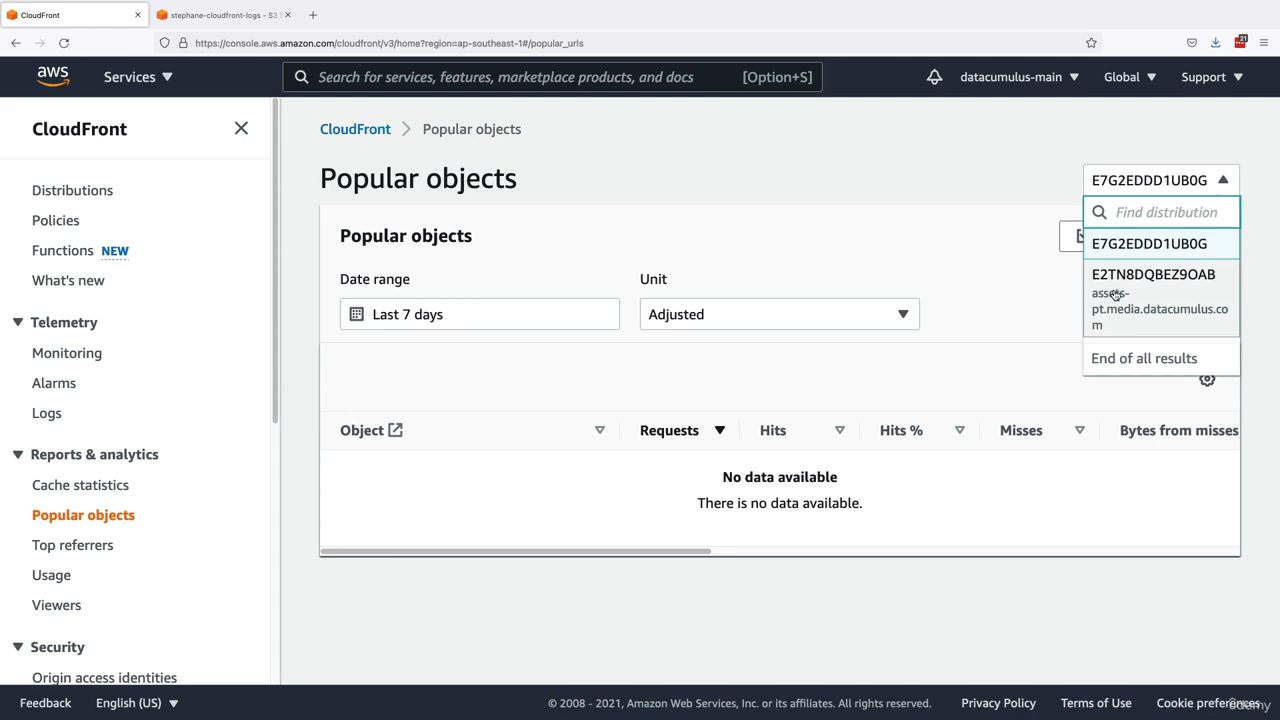 CloudFront
stephane-cloudfront-logs - S3
https://console.aws.amazon.com/cloudfront/v3/home?region=ap-southeast-1#/popular_urls
21
aws
Services
Search for services, features, marketplace products, and docs
[Option+S]
datacumulus-main
Global
Support
CloudFront
Distributions
Policies
Functions NEW
What's new
Telemetry
Monitoring
Alarms
Logs
Reports & analytics
Cache statistics
Popular objects
Top referrers
Usage
Viewers
Security
Origin access identities
CloudFront
Popular objects
Popular objects
E7G2EDDD1UB0G
Find distribution
E7G2EDDD1UB0G
E2TN8DQBEZ9OAB
assets-
pt.media.datacumulus.co
m
End of all results
Popular objects
Date range
Last 7 days
Unit
Adjusted
Object
Requests
Hits
Hits %
Misses
Bytes from misses
No data available
There is no data available.
Feedback
English (US)
© 2008 - 2021, Amazon Web Services, Inc. or its affiliates. All rights reserved.
Privacy Policy
Terms of Use
Cookie preferences
Udemy